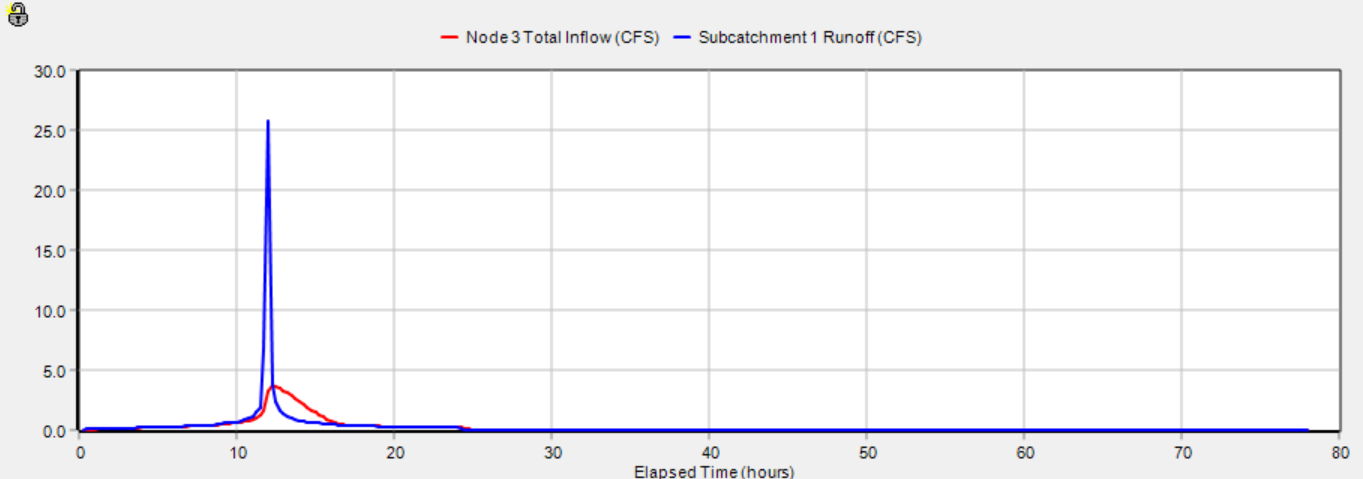 Node 3 Total Inflow (CFS) Subcatchment 1 Runoff (CFS)
30.0
25.0
20.0
15.0
10.0
5.0
0.0
0 10 20 30 40 50 60 70 80
Elapsed Time (hours)